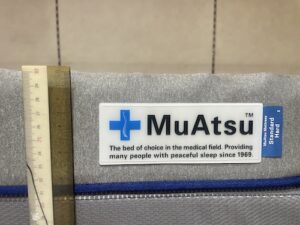 MuAtsu™
The bed of choice in the medical field. Providing
many people with peaceful sleep since 1969.
Standard
Hard